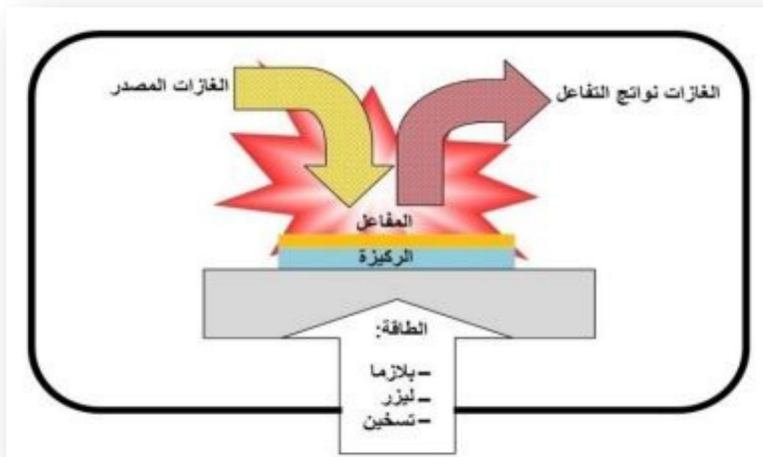 الغازات المصدر
الغازات نواتج التفاعل
المفاعل
الركيزة
الطاقة:
– بلازما
– ليزر
– تسخين